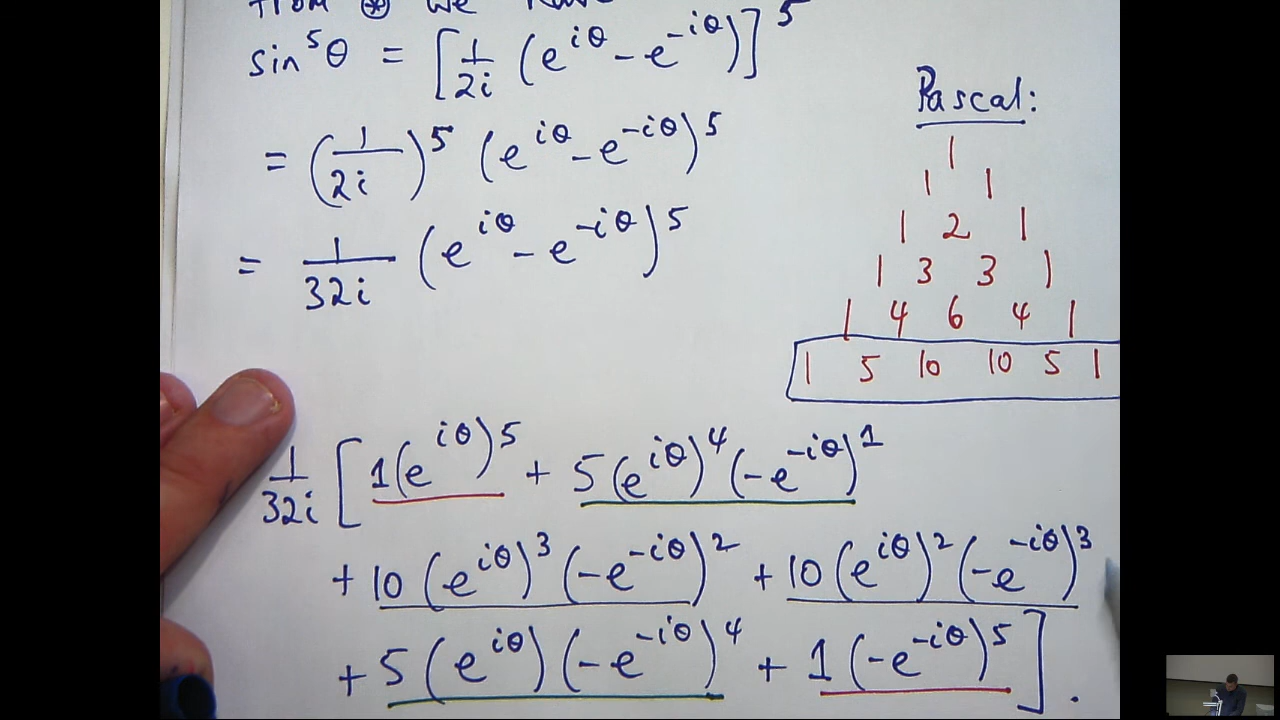 from ⊛ we have
sin⁵θ = [1/2i (e^{iθ} - e^{-iθ})]⁵
= (1/2i)⁵ (e^{iθ} - e^{-iθ})⁵
= 1/32i (e^{iθ} - e^{-iθ})⁵
Pascal:
1
1 1
1 2 1
1 3 3 1
1 4 6 4 1
1 5 10 10 5 1
1/32i [1(e^{iθ})⁵ + 5(e^{iθ})⁴(-e^{-iθ})¹
+ 10(e^{iθ})³(-e^{-iθ})² + 10(e^{iθ})²(-e^{-iθ})³
+ 5(e^{iθ})(-e^{-iθ})⁴ + 1(-e^{-iθ})⁵].